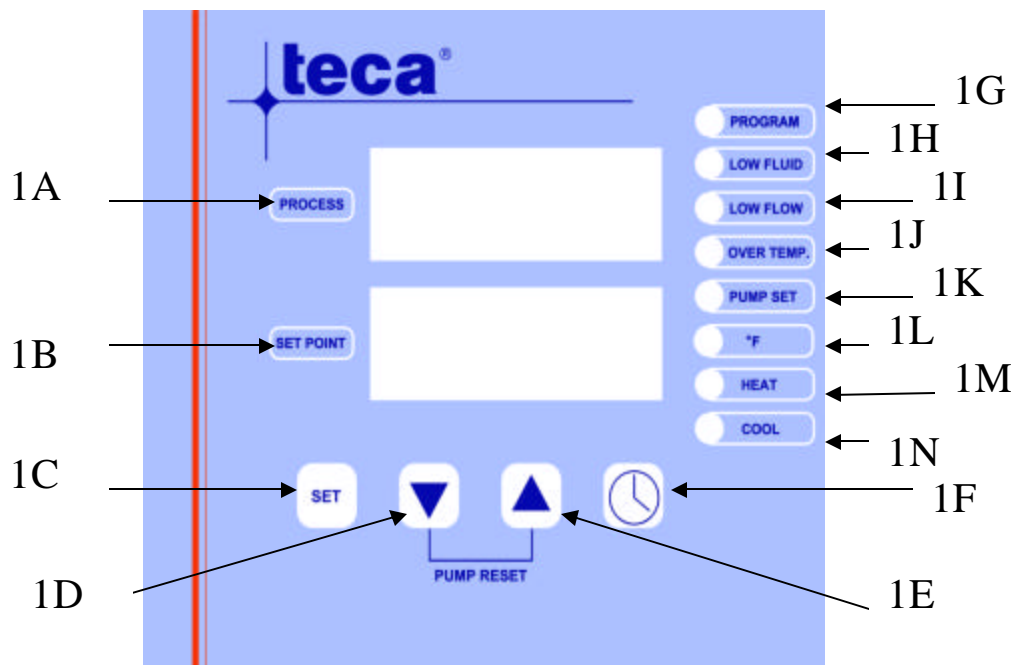 teca®
1G
PROGRAM
1H
LOW FLUID
1A
PROCESS
1I
LOW FLOW
1J
OVER TEMP.
1K
PUMP SET
1B
SET POINT
1L
°F
1M
HEAT
1N
COOL
1C
SET
1F
PUMP RESET
1D
1E